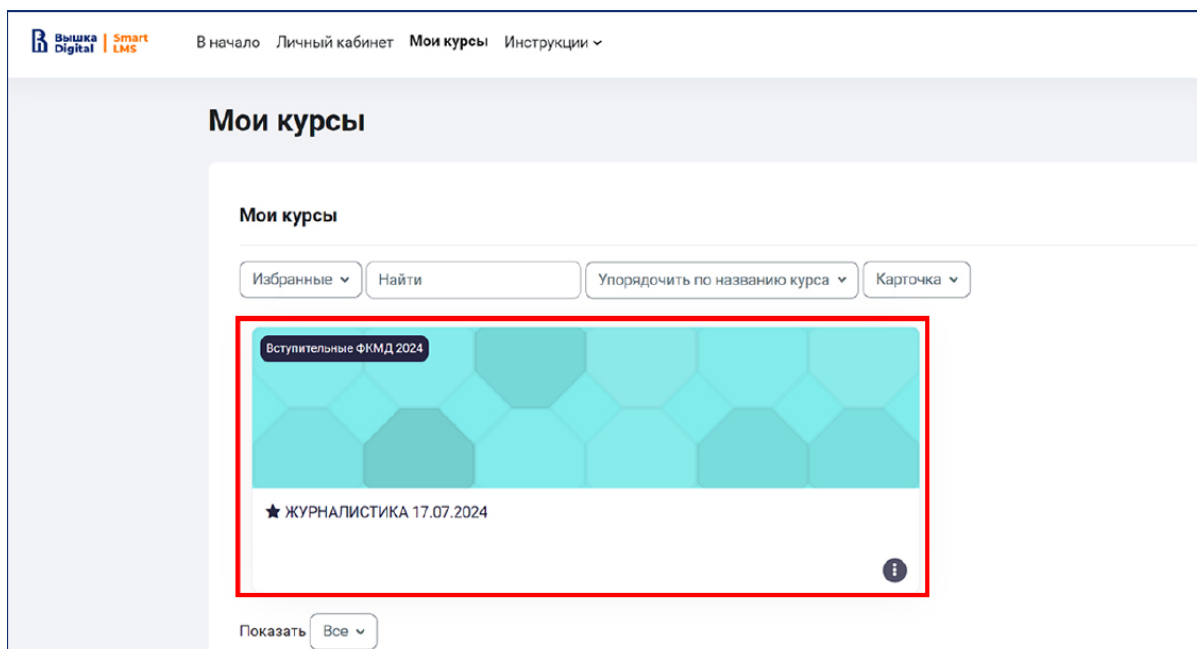 Вышка Digital | Smart LMS
В начало Личный кабинет Мои курсы Инструкции
Мои курсы
Мои курсы
Избранные Найти Упорядочить по названию курса Карточка
Вступительные ФКМД 2024
ЖУРНАЛИСТИКА 17.07.2024
Показать Все